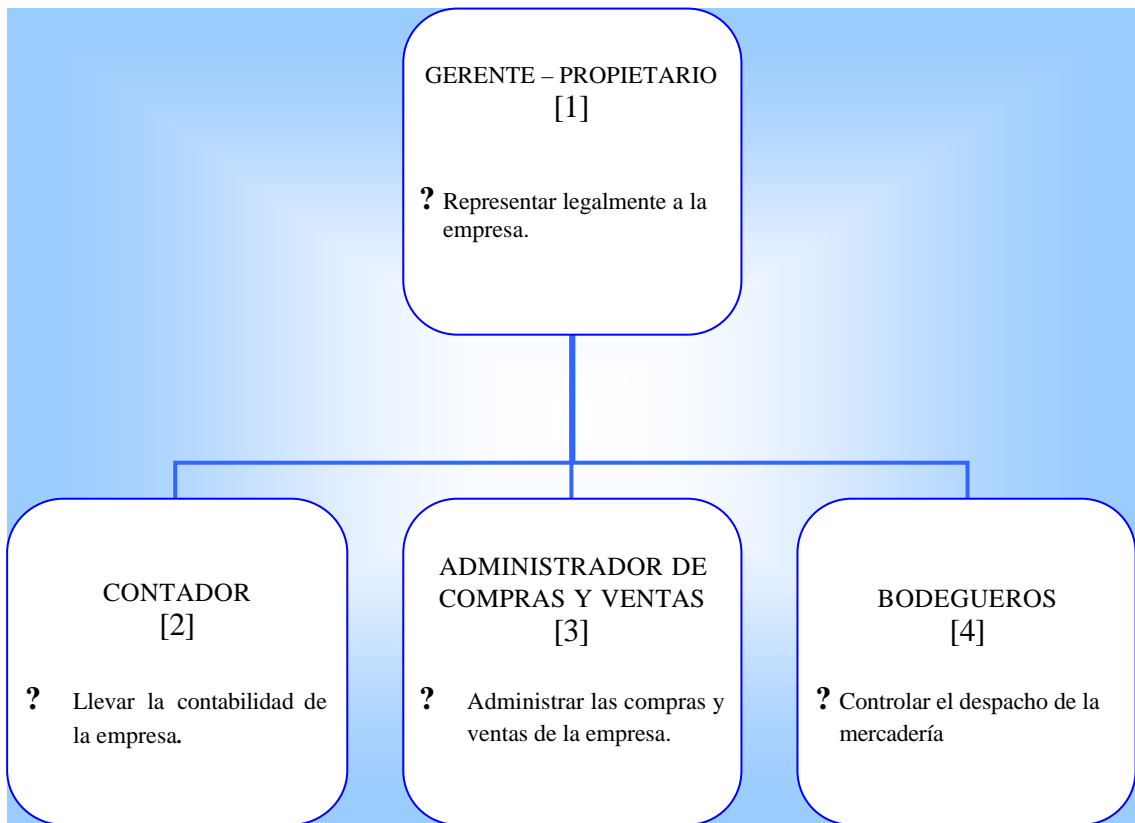 GERENTE – PROPIETARIO
[1]
? Representar legalmente a la
empresa.
CONTADOR
[2]
? Llevar la contabilidad de
la empresa.
ADMINISTRADOR DE
COMPRAS Y VENTAS
[3]
? Administrar las compras y
ventas de la empresa.
BODEGUEROS
[4]
? Controlar el despacho de la
mercadería